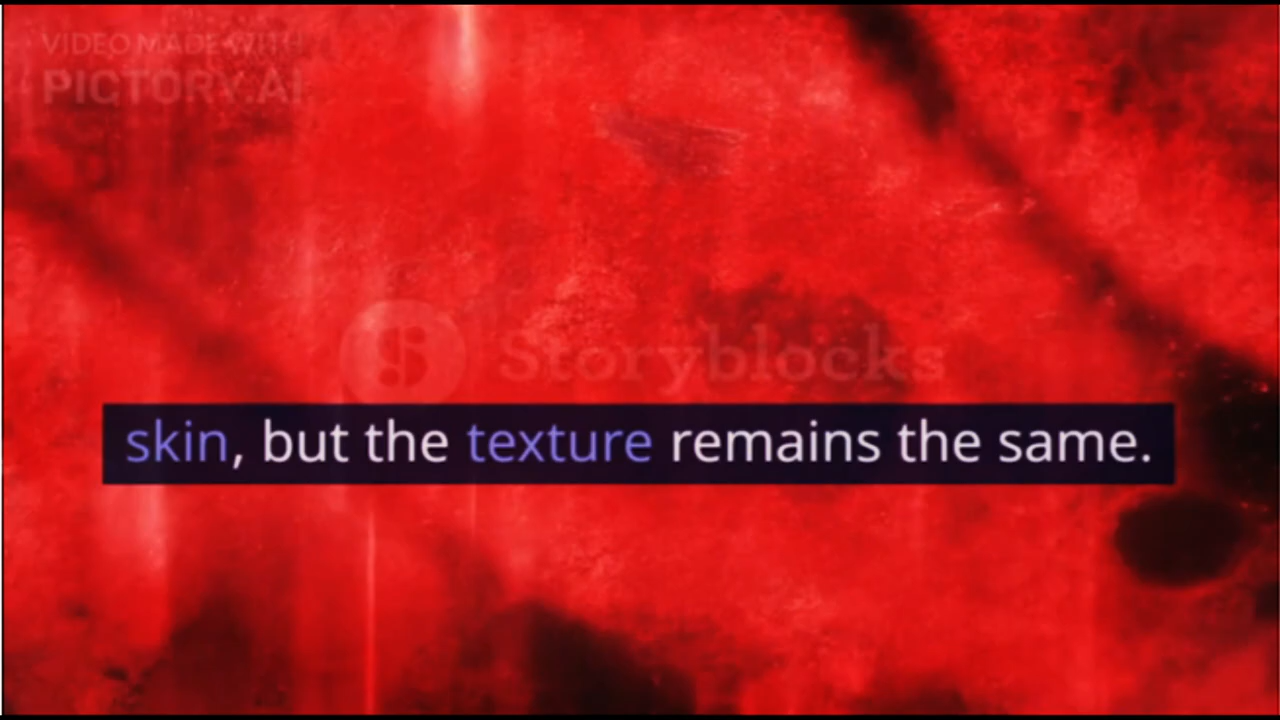 VIDEO MADE WITH
PICTORY.AI
Storyblocks
skin, but the texture remains the same.